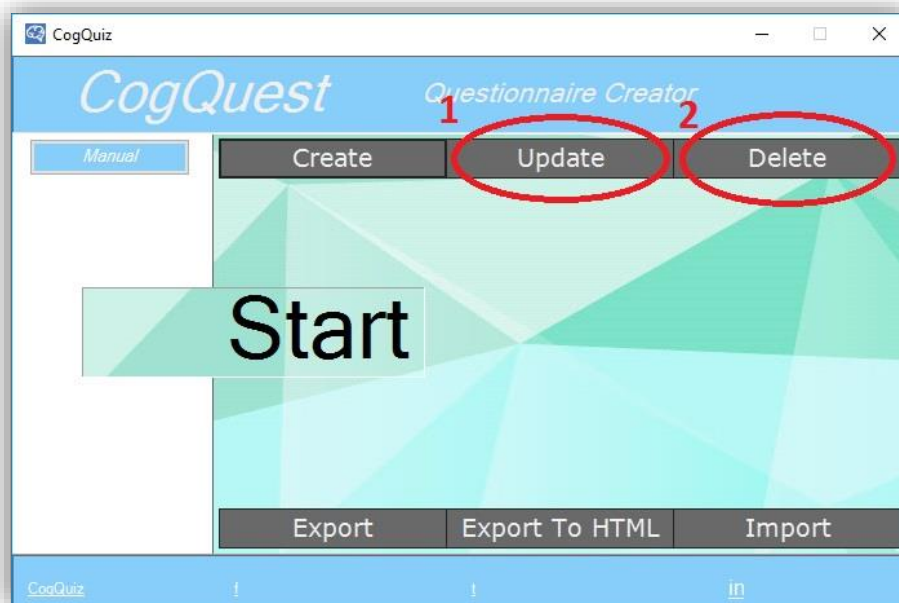 CogQuiz
CogQuest Questionnaire Creator
1 2
Manual
Create Update Delete
Start
Export Export To HTML Import
CogQuiz f t in